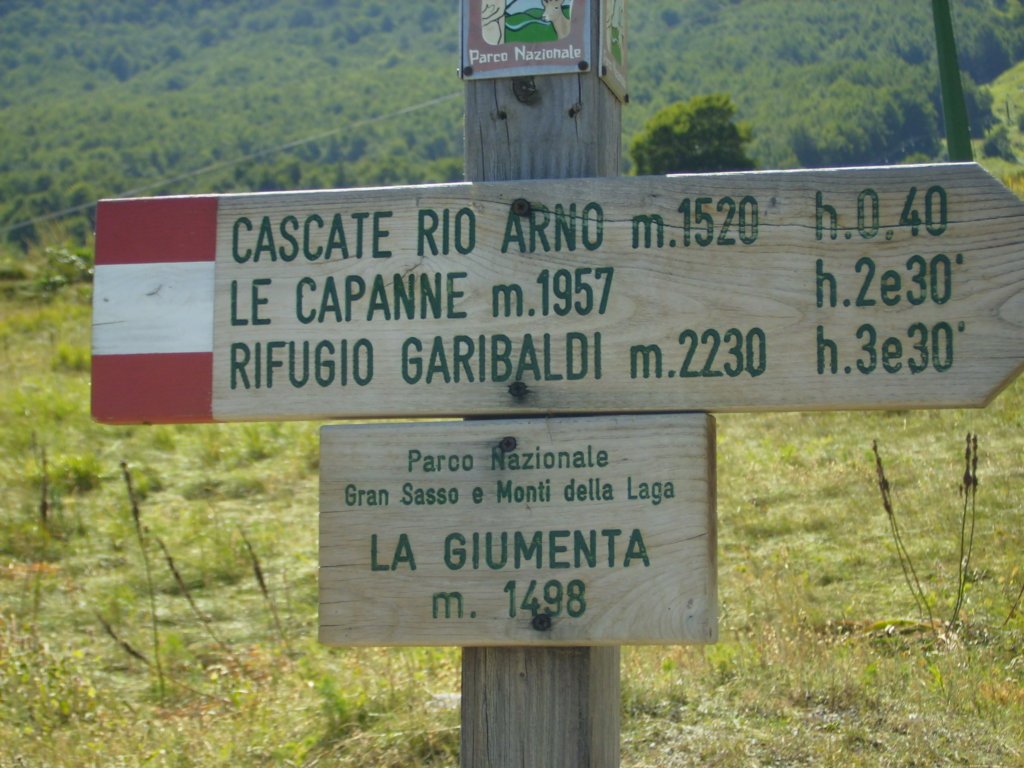 Parco Nazionale
CASCATE RIO ARNO m.1520 h.0.40
LE CAPANNE m.1957 h.2e30'
RIFUGIO GARIBALDI m.2230 h.3e30'
Parco Nazionale
Gran Sasso e Monti della Laga
LA GIUMENTA
m. 1498